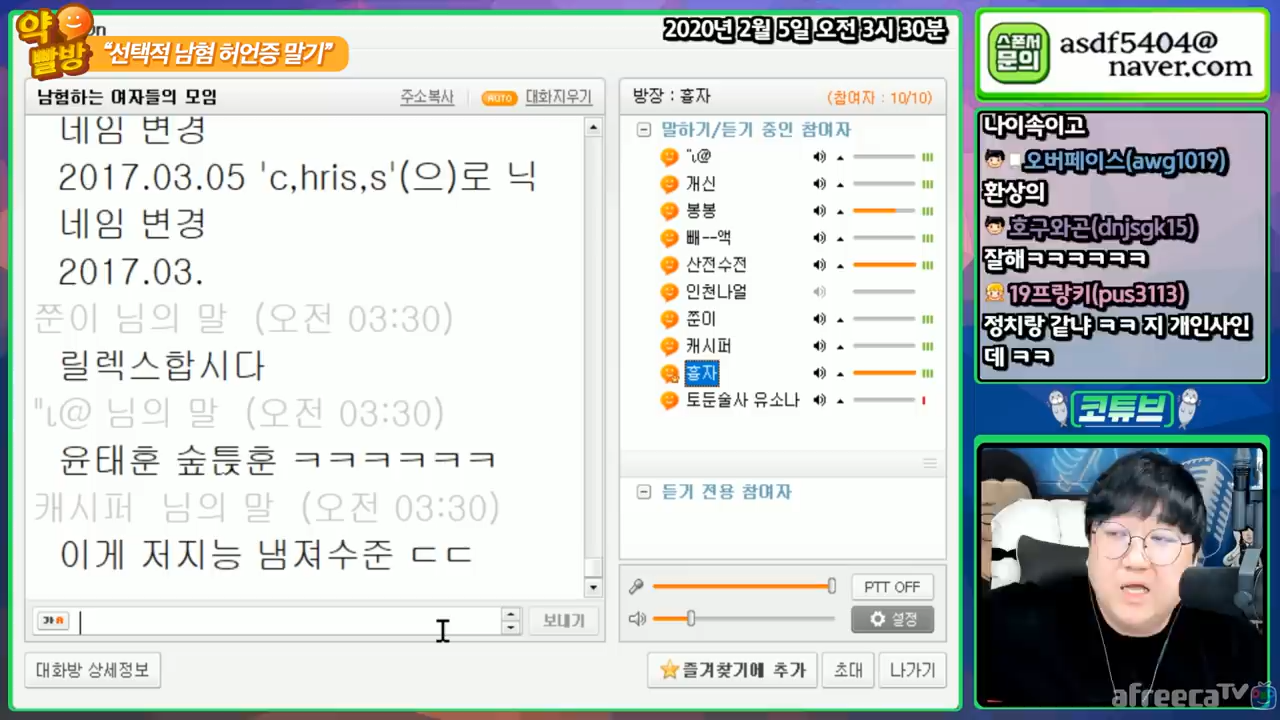 약
빨방
on
“선택적 남혐 허언증 말기”
2020년 2월 5일 오전 3시 30분
남혐하는 여자들의 모임
주소복사
AUTO
대화지우기
네임 변경
2017.03.05 'c,hris,s'(으)로 닉
네임 변경
2017.03.
쭌이 님의 말 (오전 03:30)
릴렉스합시다
"ι@ 님의 말 (오전 03:30)
윤태훈 숲튽훈 ㅋㅋㅋㅋㅋㅋ
캐시퍼 님의 말 (오전 03:30)
이게 저지능 냄져수준 ㄷㄷ
가
보내기
대화방 상세정보
방장 : 흉자
(참여자 : 10/10)
말하기/듣기 중인 참여자
"ι@
개신
봉봉
빼--액
산전수전
인천나얼
쭌이
캐시퍼
흉자
토둔술사 유소나
듣기 전용 참여자
PTT OFF
설정
즐겨찾기에 추가
초대
나가기
스폰서
문의
asdf5404@
naver.com
나이속이고
오버페이스(awg1019)
환상의
호구와곤(dnjsgk15)
잘해ㅋㅋㅋㅋㅋㅋ
19프랑키(pus3113)
정치랑 같냐 ㅋㅋ 지 개인사인
데 ㅋㅋ
코튜브
afreecaTV